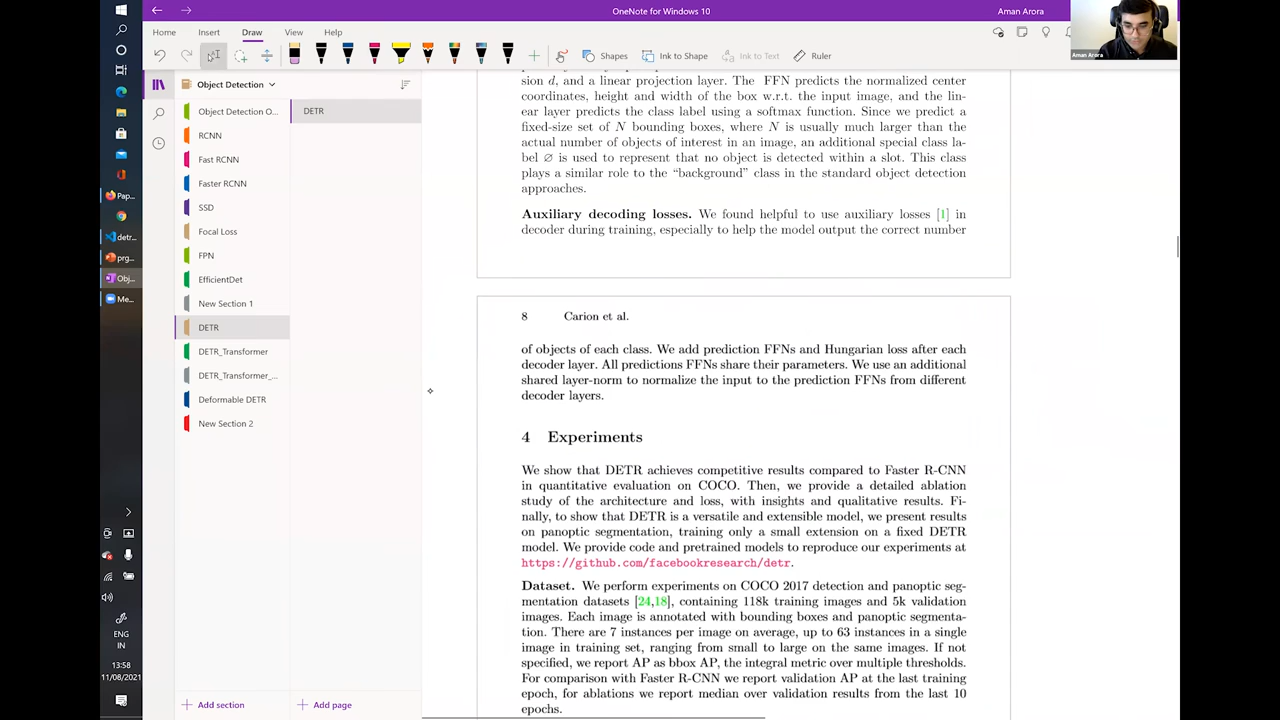 OneNote for Windows 10
Aman Arora
Aman Arora
Home
Insert
Draw
View
Help
Shapes
Ink to Shape
Ink to Text
Ruler
Object Detection
Object Detection O...
RCNN
Fast RCNN
Faster RCNN
SSD
Focal Loss
FPN
EfficientDet
New Section 1
DETR
DETR_Transformer
DETR_Transformer_...
Deformable DETR
New Section 2
Add section
DETR
Add page
Pap...
detr...
prg...
Obj...
Me...
ENG
IN
13:58
11/08/2021
sion d, and a linear projection layer. The FFN predicts the normalized center
coordinates, height and width of the box w.r.t. the input image, and the lin-
ear layer predicts the class label using a softmax function. Since we predict a
fixed-size set of N bounding boxes, where N is usually much larger than the
actual number of objects of interest in an image, an additional special class la-
bel ∅ is used to represent that no object is detected within a slot. This class
plays a similar role to the “background” class in the standard object detection
approaches.
Auxiliary decoding losses. We found helpful to use auxiliary losses [1] in
decoder during training, especially to help the model output the correct number
8 Carion et al.
of objects of each class. We add prediction FFNs and Hungarian loss after each
decoder layer. All predictions FFNs share their parameters. We use an additional
shared layer-norm to normalize the input to the prediction FFNs from different
decoder layers.
4 Experiments
We show that DETR achieves competitive results compared to Faster R-CNN
in quantitative evaluation on COCO. Then, we provide a detailed ablation
study of the architecture and loss, with insights and qualitative results. Fi-
nally, to show that DETR is a versatile and extensible model, we present results
on panoptic segmentation, training only a small extension on a fixed DETR
model. We provide code and pretrained models to reproduce our experiments at
https://github.com/facebookresearch/detr.
Dataset. We perform experiments on COCO 2017 detection and panoptic seg-
mentation datasets [24,18], containing 118k training images and 5k validation
images. Each image is annotated with bounding boxes and panoptic segmenta-
tion. There are 7 instances per image on average, up to 63 instances in a single
image in training set, ranging from small to large on the same images. If not
specified, we report AP as bbox AP, the integral metric over multiple thresholds.
For comparison with Faster R-CNN we report validation AP at the last training
epoch, for ablations we report median over validation results from the last 10
epochs.